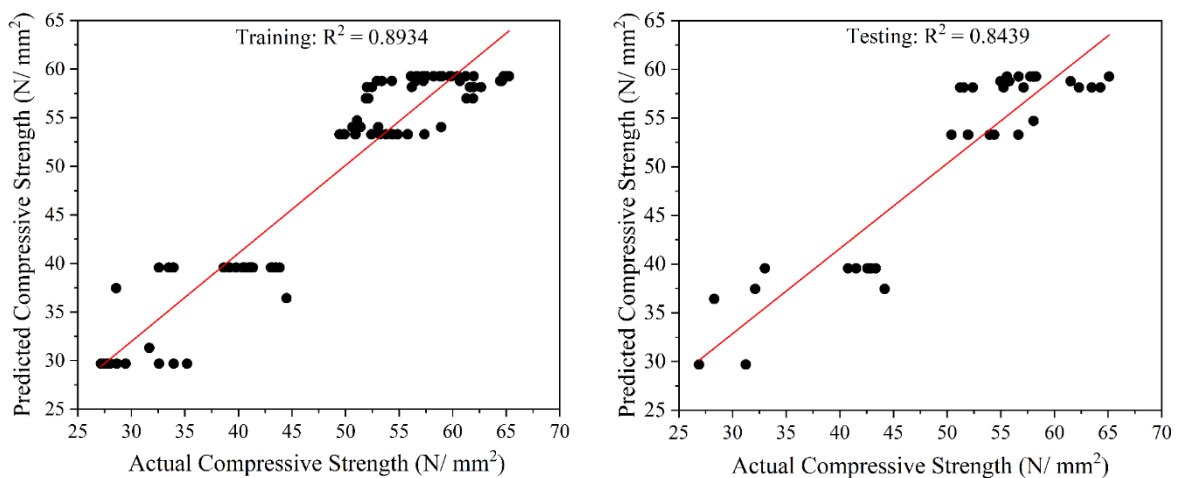 Training: R² = 0.8934
Predicted Compressive Strength (N/ mm²)
65
60
55
50
45
40
35
30
25
25 30 35 40 45 50 55 60 65 70
Actual Compressive Strength (N/ mm²)
Testing: R² = 0.8439
Predicted Compressive Strength (N/ mm²)
65
60
55
50
45
40
35
30
25
25 30 35 40 45 50 55 60 65 70
Actual Compressive Strength (N/ mm²)